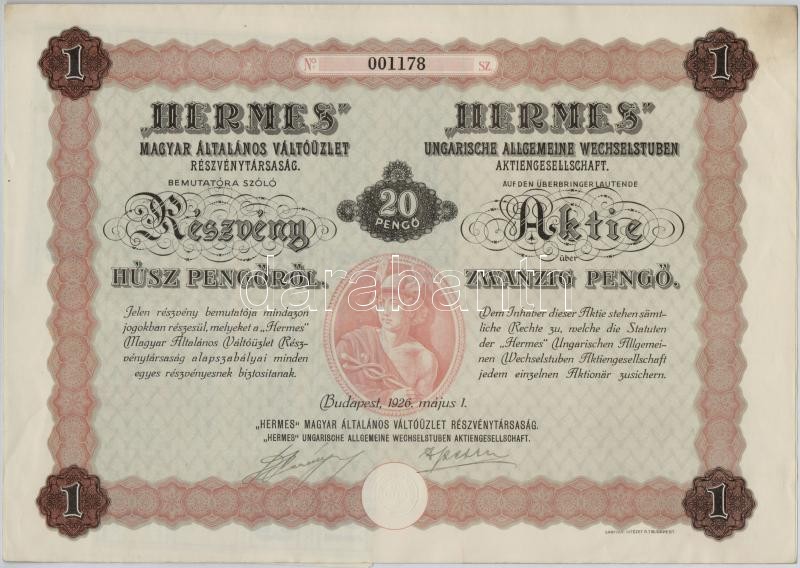 1
1
№ 001178 SZ
„HERMES”
MAGYAR ÁLTALÁNOS VÁLTÓÜZLET
RÉSZVÉNYTÁRSASÁG.
BEMUTATÓRA SZÓLÓ
Részvény
HÚSZ PENGŐRŐL.
Jelen részvény bemutatója mindazon
jogokban részesül, melyeket a „Hermes"
Magyar Általános Váltóüzlet Rész-
vénytársaság alapszabályai minden
egyes részvényesnek biztosítanak.
20
PENGŐ
„HERMES”
UNGARISCHE ALLGEMEINE WECHSELSTUBEN
AKTIENGESELLSCHAFT.
AUF DEN ÜBERBRINGER LAUTENDE
Aktie
über
ZWANZIG PENGŐ.
Dem Inhaber dieser Aktie stehen sämt-
liche Rechte zu, welche die Statuten
der „Hermes" Ungarischen Allgemei-
nen Wechselstuben Aktiengesellschaft
jedem einzelnen Aktionär zusichern.
darabanth
Budapest, 1926. május 1.
„HERMES" MAGYAR ÁLTALÁNOS VÁLTÓÜZLET RÉSZVÉNYTÁRSASÁG.
„HERMES" UNGARISCHE ALLGEMEINE WECHSELSTUBEN AKTIENGESELLSCHAFT.
1
1
INTÉZET R.T. BUDAPEST.